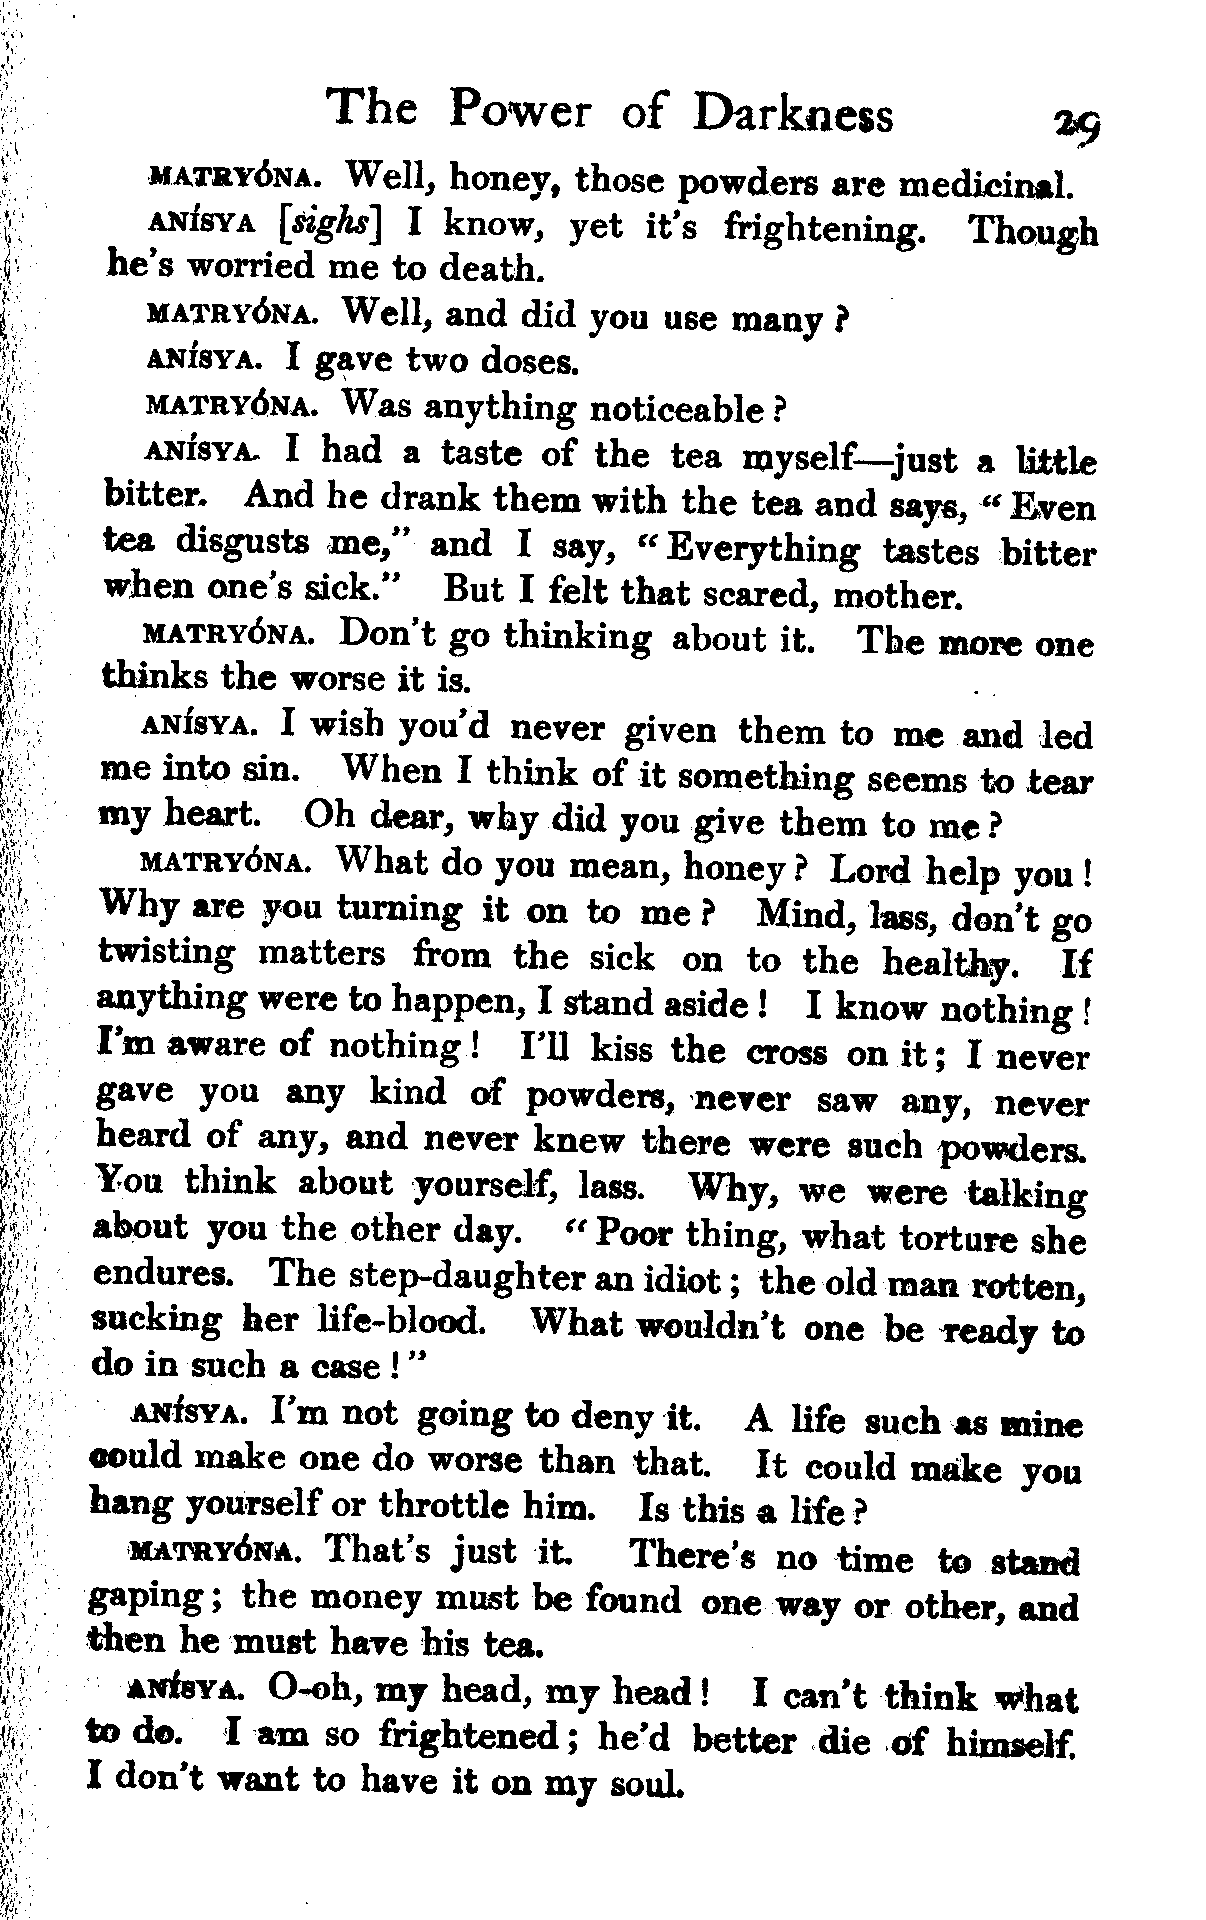 The Power of Darkness 29
MATRYÓNA. Well, honey, those powders are medicinal.
ANÍSYA [sighs] I know, yet it's frightening. Though
he's worried me to death.
MATRYÓNA. Well, and did you use many ?
ANÍSYA. I gave two doses.
MATRYÓNA. Was anything noticeable ?
ANÍSYA. I had a taste of the tea myself—just a little
bitter. And he drank them with the tea and says, “ Even
tea disgusts me,” and I say, “ Everything tastes bitter
when one's sick.” But I felt that scared, mother.
MATRYÓNA. Don't go thinking about it. The more one
thinks the worse it is.
ANÍSYA. I wish you'd never given them to me and led
me into sin. When I think of it something seems to tear
my heart. Oh dear, why did you give them to me ?
MATRYÓNA. What do you mean, honey ? Lord help you !
Why are you turning it on to me ? Mind, lass, don't go
twisting matters from the sick on to the healthy. If
anything were to happen, I stand aside ! I know nothing !
I'm aware of nothing ! I'll kiss the cross on it ; I never
gave you any kind of powders, never saw any, never
heard of any, and never knew there were such powders.
You think about yourself, lass. Why, we were talking
about you the other day. “ Poor thing, what torture she
endures. The step-daughter an idiot ; the old man rotten,
sucking her life-blood. What wouldn't one be ready to
do in such a case ! ”
ANÍSYA. I'm not going to deny it. A life such as mine
could make one do worse than that. It could make you
hang yourself or throttle him. Is this a life ?
MATRYÓNA. That's just it. There's no time to stand
gaping ; the money must be found one way or other, and
then he must have his tea.
ANÍSYA. O-oh, my head, my head ! I can't think what
to do. I am so frightened ; he'd better die of himself.
I don't want to have it on my soul.